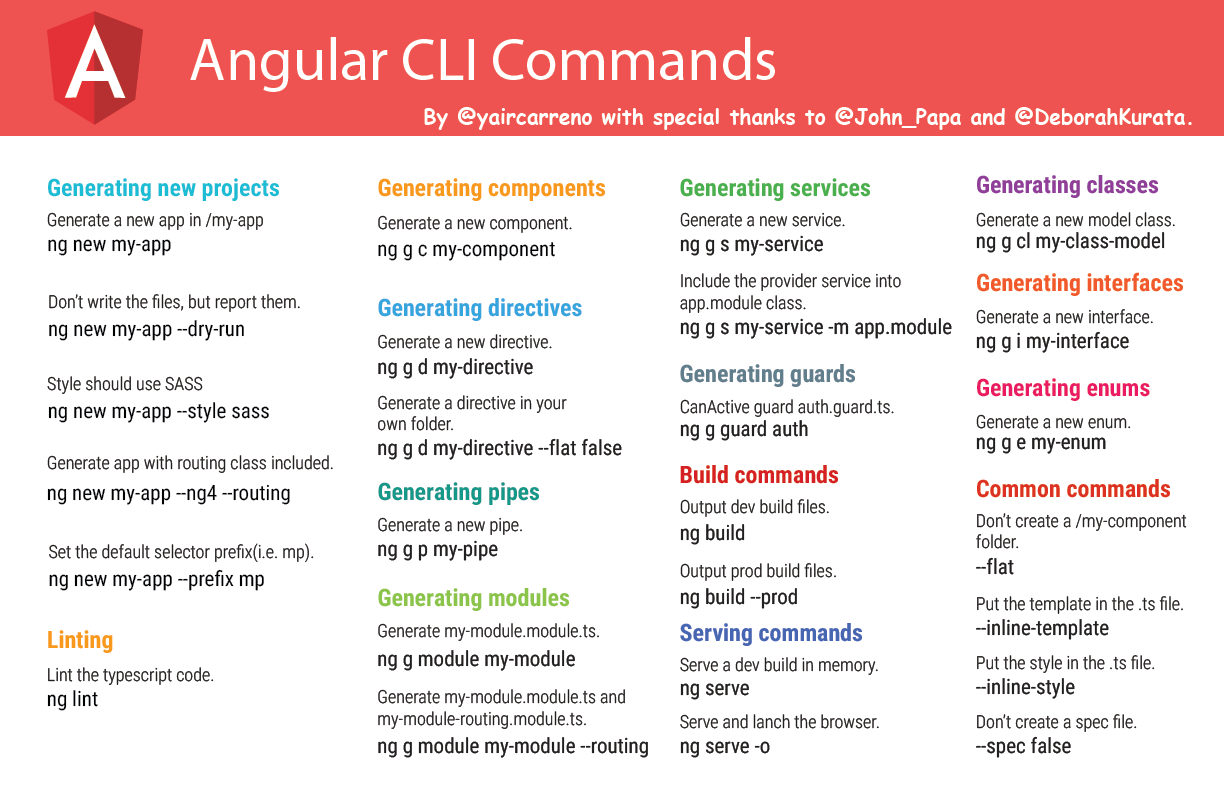 Angular CLI Commands
By @yaircarreno with special thanks to @John_Papa and @DeborahKurata.
Generating new projects
Generate a new app in /my-app
ng new my-app
Don't write the files, but report them.
ng new my-app --dry-run
Style should use SASS
ng new my-app --style sass
Generate app with routing class included.
ng new my-app --ng4 --routing
Set the default selector prefix(i.e. mp).
ng new my-app --prefix mp
Linting
Lint the typescript code.
ng lint
Generating components
Generate a new component.
ng g c my-component
Generating directives
Generate a new directive.
ng g d my-directive
Generate a directive in your
own folder.
ng g d my-directive --flat false
Generating pipes
Generate a new pipe.
ng g p my-pipe
Generating modules
Generate my-module.module.ts.
ng g module my-module
Generate my-module.module.ts and
my-module-routing.module.ts.
ng g module my-module --routing
Generating services
Generate a new service.
ng g s my-service
Include the provider service into
app.module class.
ng g s my-service -m app.module
Generating guards
CanActive guard auth.guard.ts.
ng g guard auth
Build commands
Output dev build files.
ng build
Output prod build files.
ng build --prod
Serving commands
Serve a dev build in memory.
ng serve
Serve and lanch the browser.
ng serve -o
Generating classes
Generate a new model class.
ng g cl my-class-model
Generating interfaces
Generate a new interface.
ng g i my-interface
Generating enums
Generate a new enum.
ng g e my-enum
Common commands
Don't create a /my-component
folder.
--flat
Put the template in the .ts file.
--inline-template
Put the style in the .ts file.
--inline-style
Don't create a spec file.
--spec false